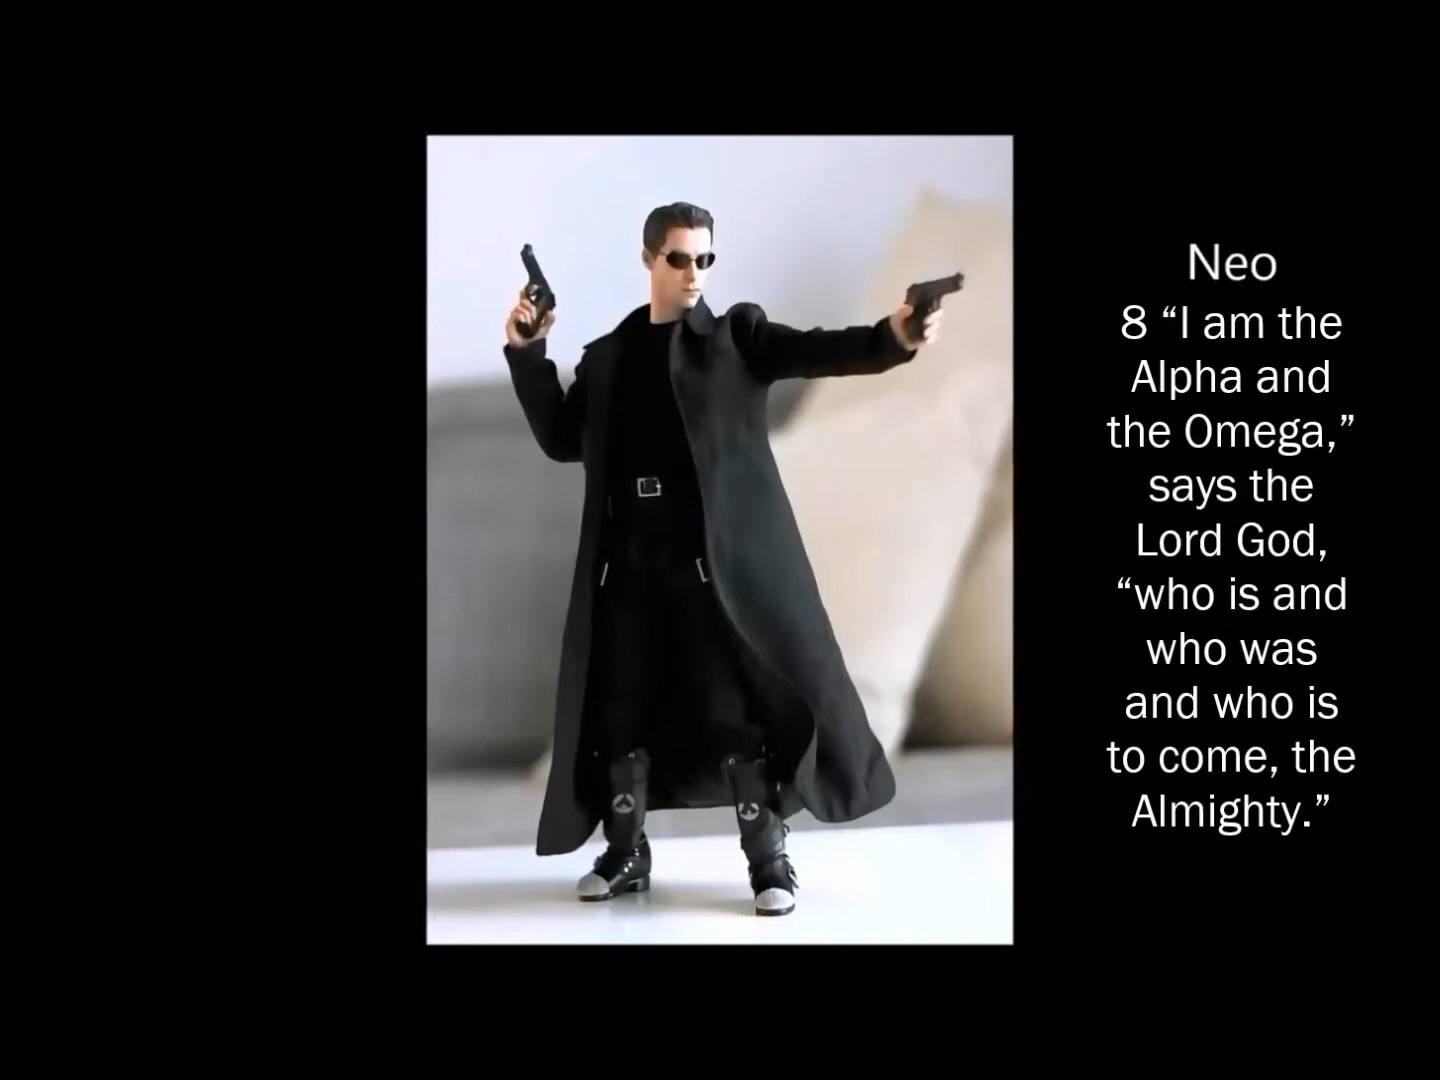 Neo
8 “I am the
Alpha and
the Omega,”
says the
Lord God,
“who is and
who was
and who is
to come, the
Almighty.”